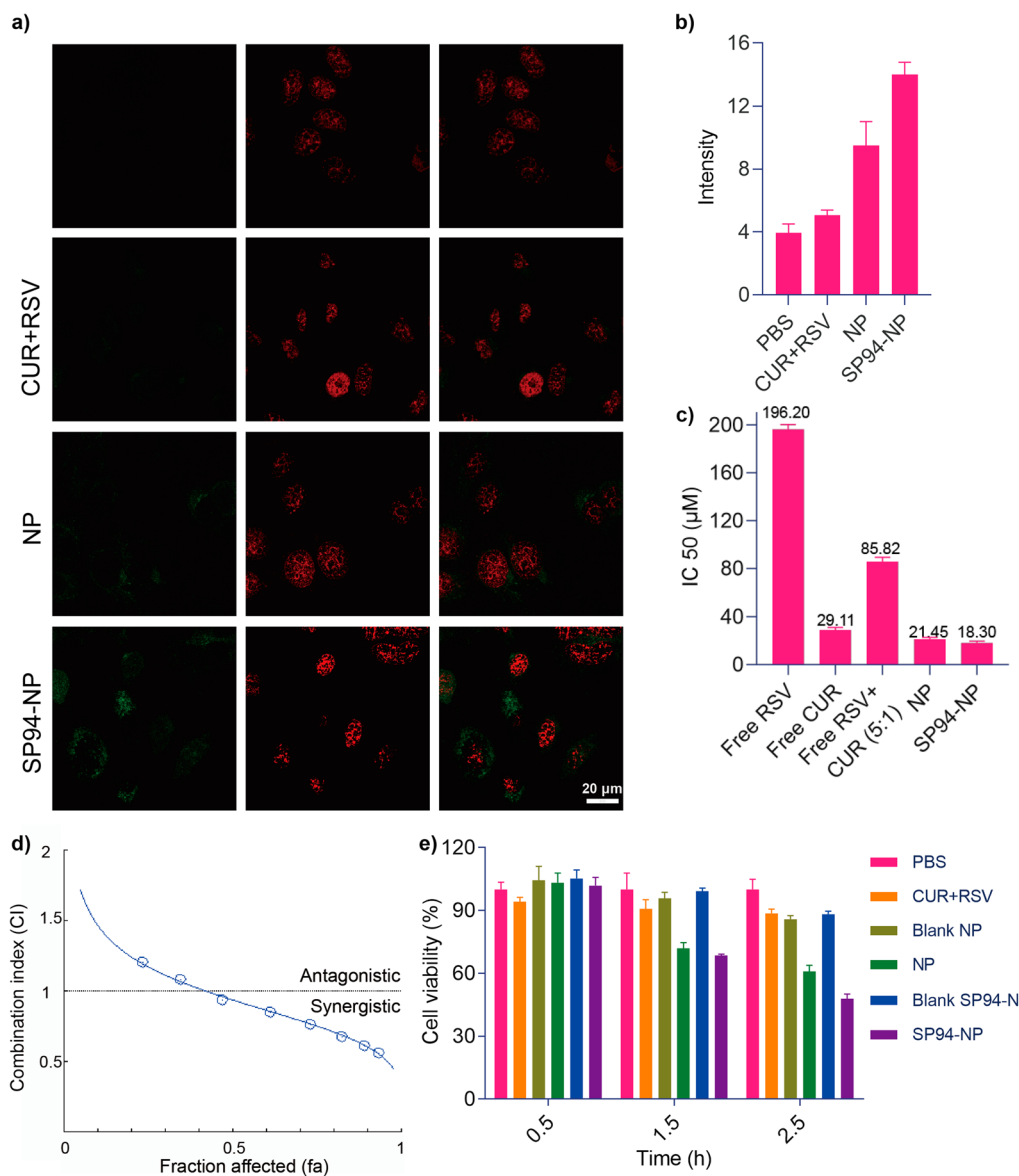 a)
CUR+RSV
NP
SP94-NP
20 µm
b)
Intensity
16
12
8
4
0
PBS
CUR+RSV
NP
SP94-NP
c)
IC 50 (µM)
200
160
120
80
40
0
196.20
29.11
85.82
21.45
18.30
Free RSV
Free CUR
Free RSV+
CUR (5:1)
NP
SP94-NP
d)
Combination index (CI)
2
1.5
1
0.5
Antagonistic
Synergistic
0
0.5
1
Fraction affected (fa)
e)
Cell viability (%)
120
90
60
30
0
0.5
1.5
2.5
Time (h)
PBS
CUR+RSV
Blank NP
NP
Blank SP94-N
SP94-NP